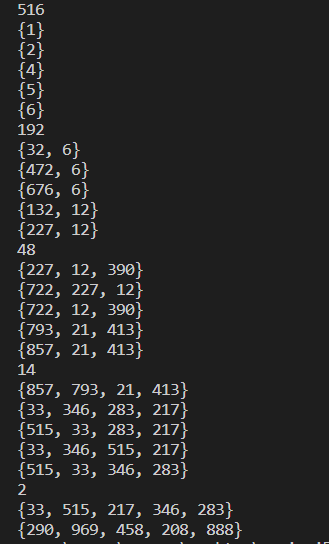 516
{1}
{2}
{4}
{5}
{6}
192
{32, 6}
{472, 6}
{676, 6}
{132, 12}
{227, 12}
48
{227, 12, 390}
{722, 227, 12}
{722, 12, 390}
{793, 21, 413}
{857, 21, 413}
14
{857, 793, 21, 413}
{33, 346, 283, 217}
{515, 33, 283, 217}
{33, 346, 515, 217}
{515, 33, 346, 283}
2
{33, 515, 217, 346, 283}
{290, 969, 458, 208, 888}